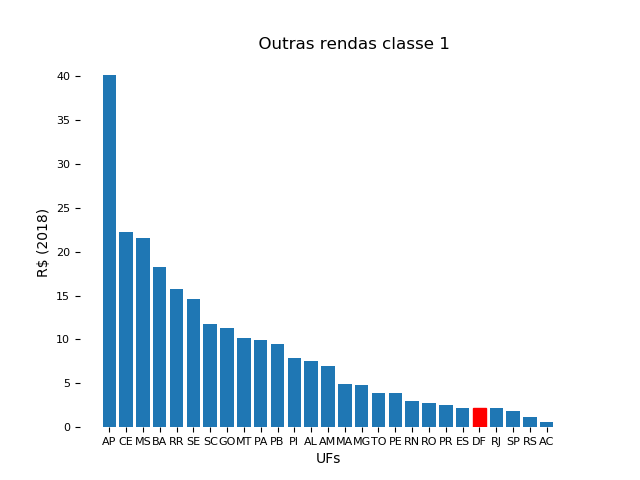 Outras rendas classe 1
R$ (2018)
40
35
30
25
20
15
10
5
0
AP CE MS BA RR SE SC GO MT PA PB PI AL AM MA MG TO PE RN RO PR ES DF RJ SP RS AC
UFs